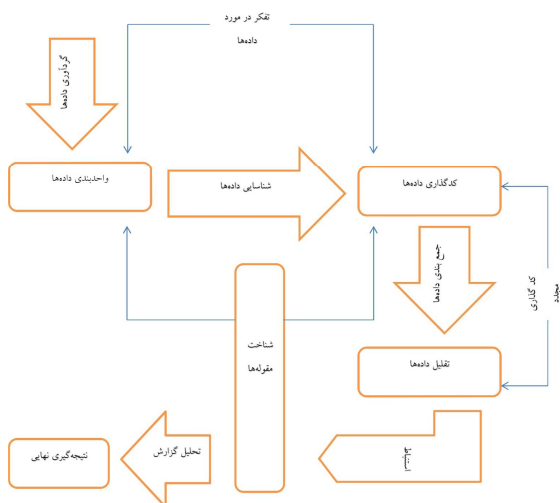 تفکر در مورد
داده‌ها
گردآوری داده‌ها
واحدبندی داده‌ها
شناسایی داده‌ها
کدگذاری داده‌ها
جمع بندی داده‌ها
کد گذاری
مجدد
شناخت
مقوله‌ها
تقلیل داده‌ها
استنباط
تحلیل گزارش
نتیجه‌گیری نهایی